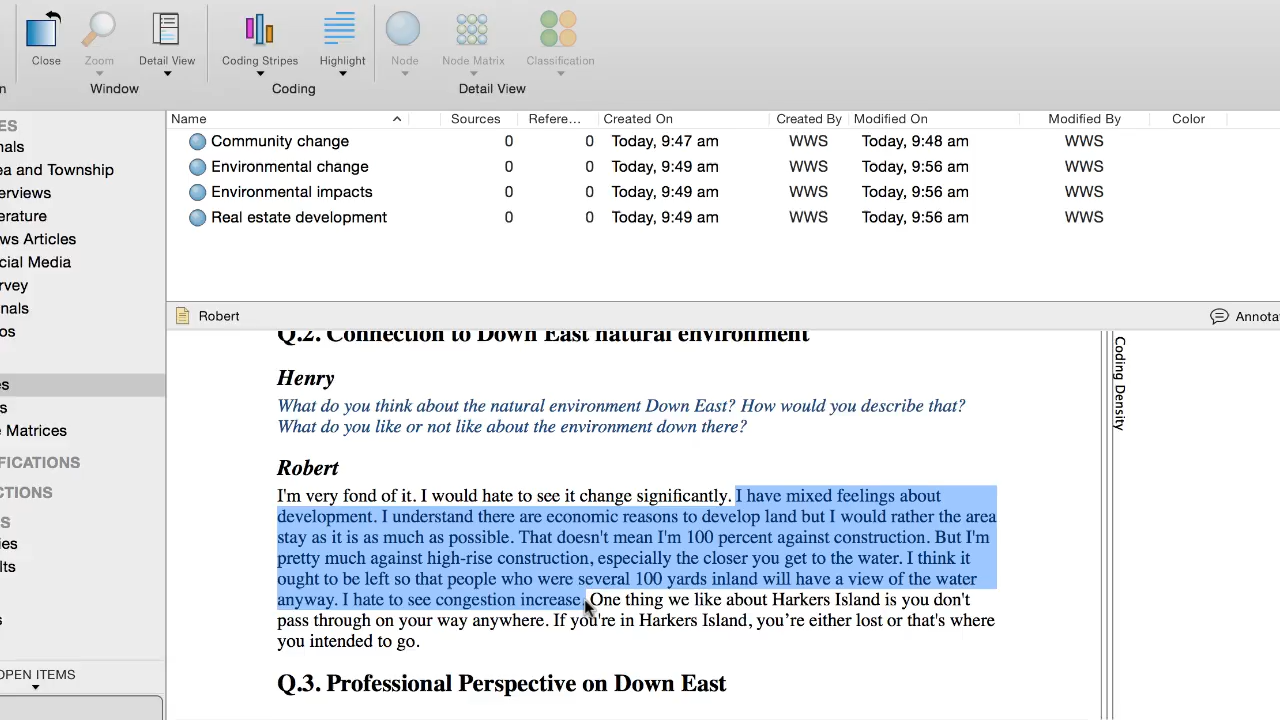 Close Zoom Detail View Coding Stripes Highlight Node Node Matrix Classification
n Window Coding Detail View
ES
nals
ea and Township
erviews
erature
ws Articles
cial Media
rvey
nals
os
es
s
e Matrices
FICATIONS
CTIONS
S
ies
lts
s
OPEN ITEMS
Name Sources Refere... Created On Created By Modified On Modified By Color
Community change 0 0 Today, 9:47 am WWS Today, 9:48 am WWS
Environmental change 0 0 Today, 9:49 am WWS Today, 9:56 am WWS
Environmental impacts 0 0 Today, 9:49 am WWS Today, 9:56 am WWS
Real estate development 0 0 Today, 9:49 am WWS Today, 9:56 am WWS
Robert Annota
Q.2. Connection to Down East natural environment
Henry
What do you think about the natural environment Down East? How would you describe that?
What do you like or not like about the environment down there?
Robert
I'm very fond of it. I would hate to see it change significantly. I have mixed feelings about
development. I understand there are economic reasons to develop land but I would rather the area
stay as it is as much as possible. That doesn't mean I'm 100 percent against construction. But I'm
pretty much against high-rise construction, especially the closer you get to the water. I think it
ought to be left so that people who were several 100 yards inland will have a view of the water
anyway. I hate to see congestion increase. One thing we like about Harkers Island is you don't
pass through on your way anywhere. If you're in Harkers Island, you’re either lost or that's where
you intended to go.
Q.3. Professional Perspective on Down East
Coding Density